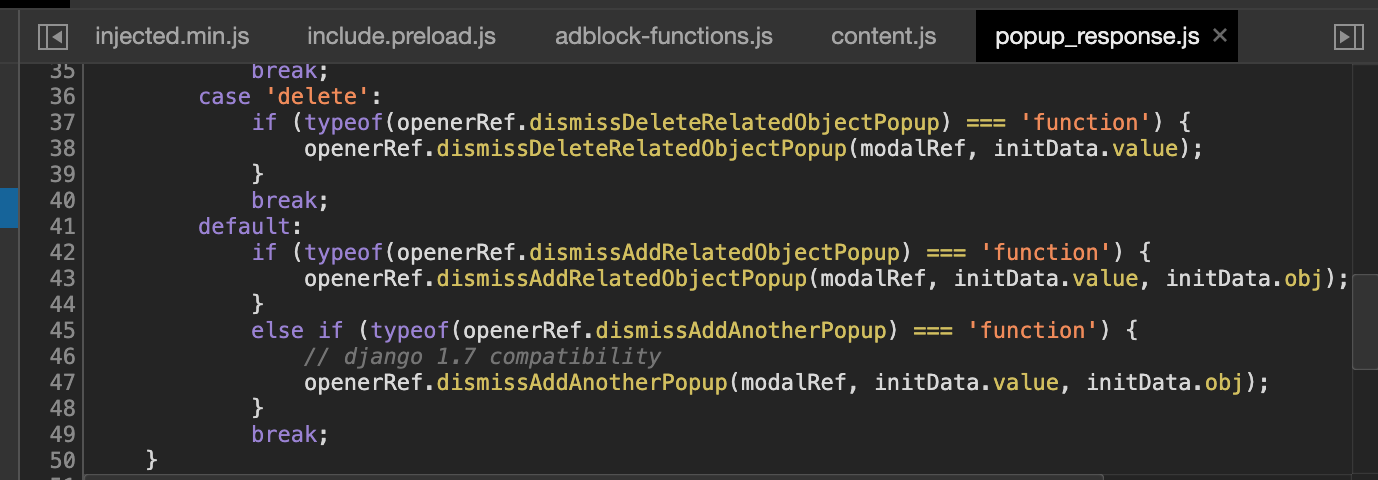 injected.min.js include.preload.js adblock-functions.js content.js popup_response.js ×
35 break;
36 case 'delete':
37 if (typeof(openerRef.dismissDeleteRelatedObjectPopup) === 'function') {
38 openerRef.dismissDeleteRelatedObjectPopup(modalRef, initData.value);
39 }
40 break;
41 default:
42 if (typeof(openerRef.dismissAddRelatedObjectPopup) === 'function') {
43 openerRef.dismissAddRelatedObjectPopup(modalRef, initData.value, initData.obj);
44 }
45 else if (typeof(openerRef.dismissAddAnotherPopup) === 'function') {
46 // django 1.7 compatibility
47 openerRef.dismissAddAnotherPopup(modalRef, initData.value, initData.obj);
48 }
49 break;
50 }